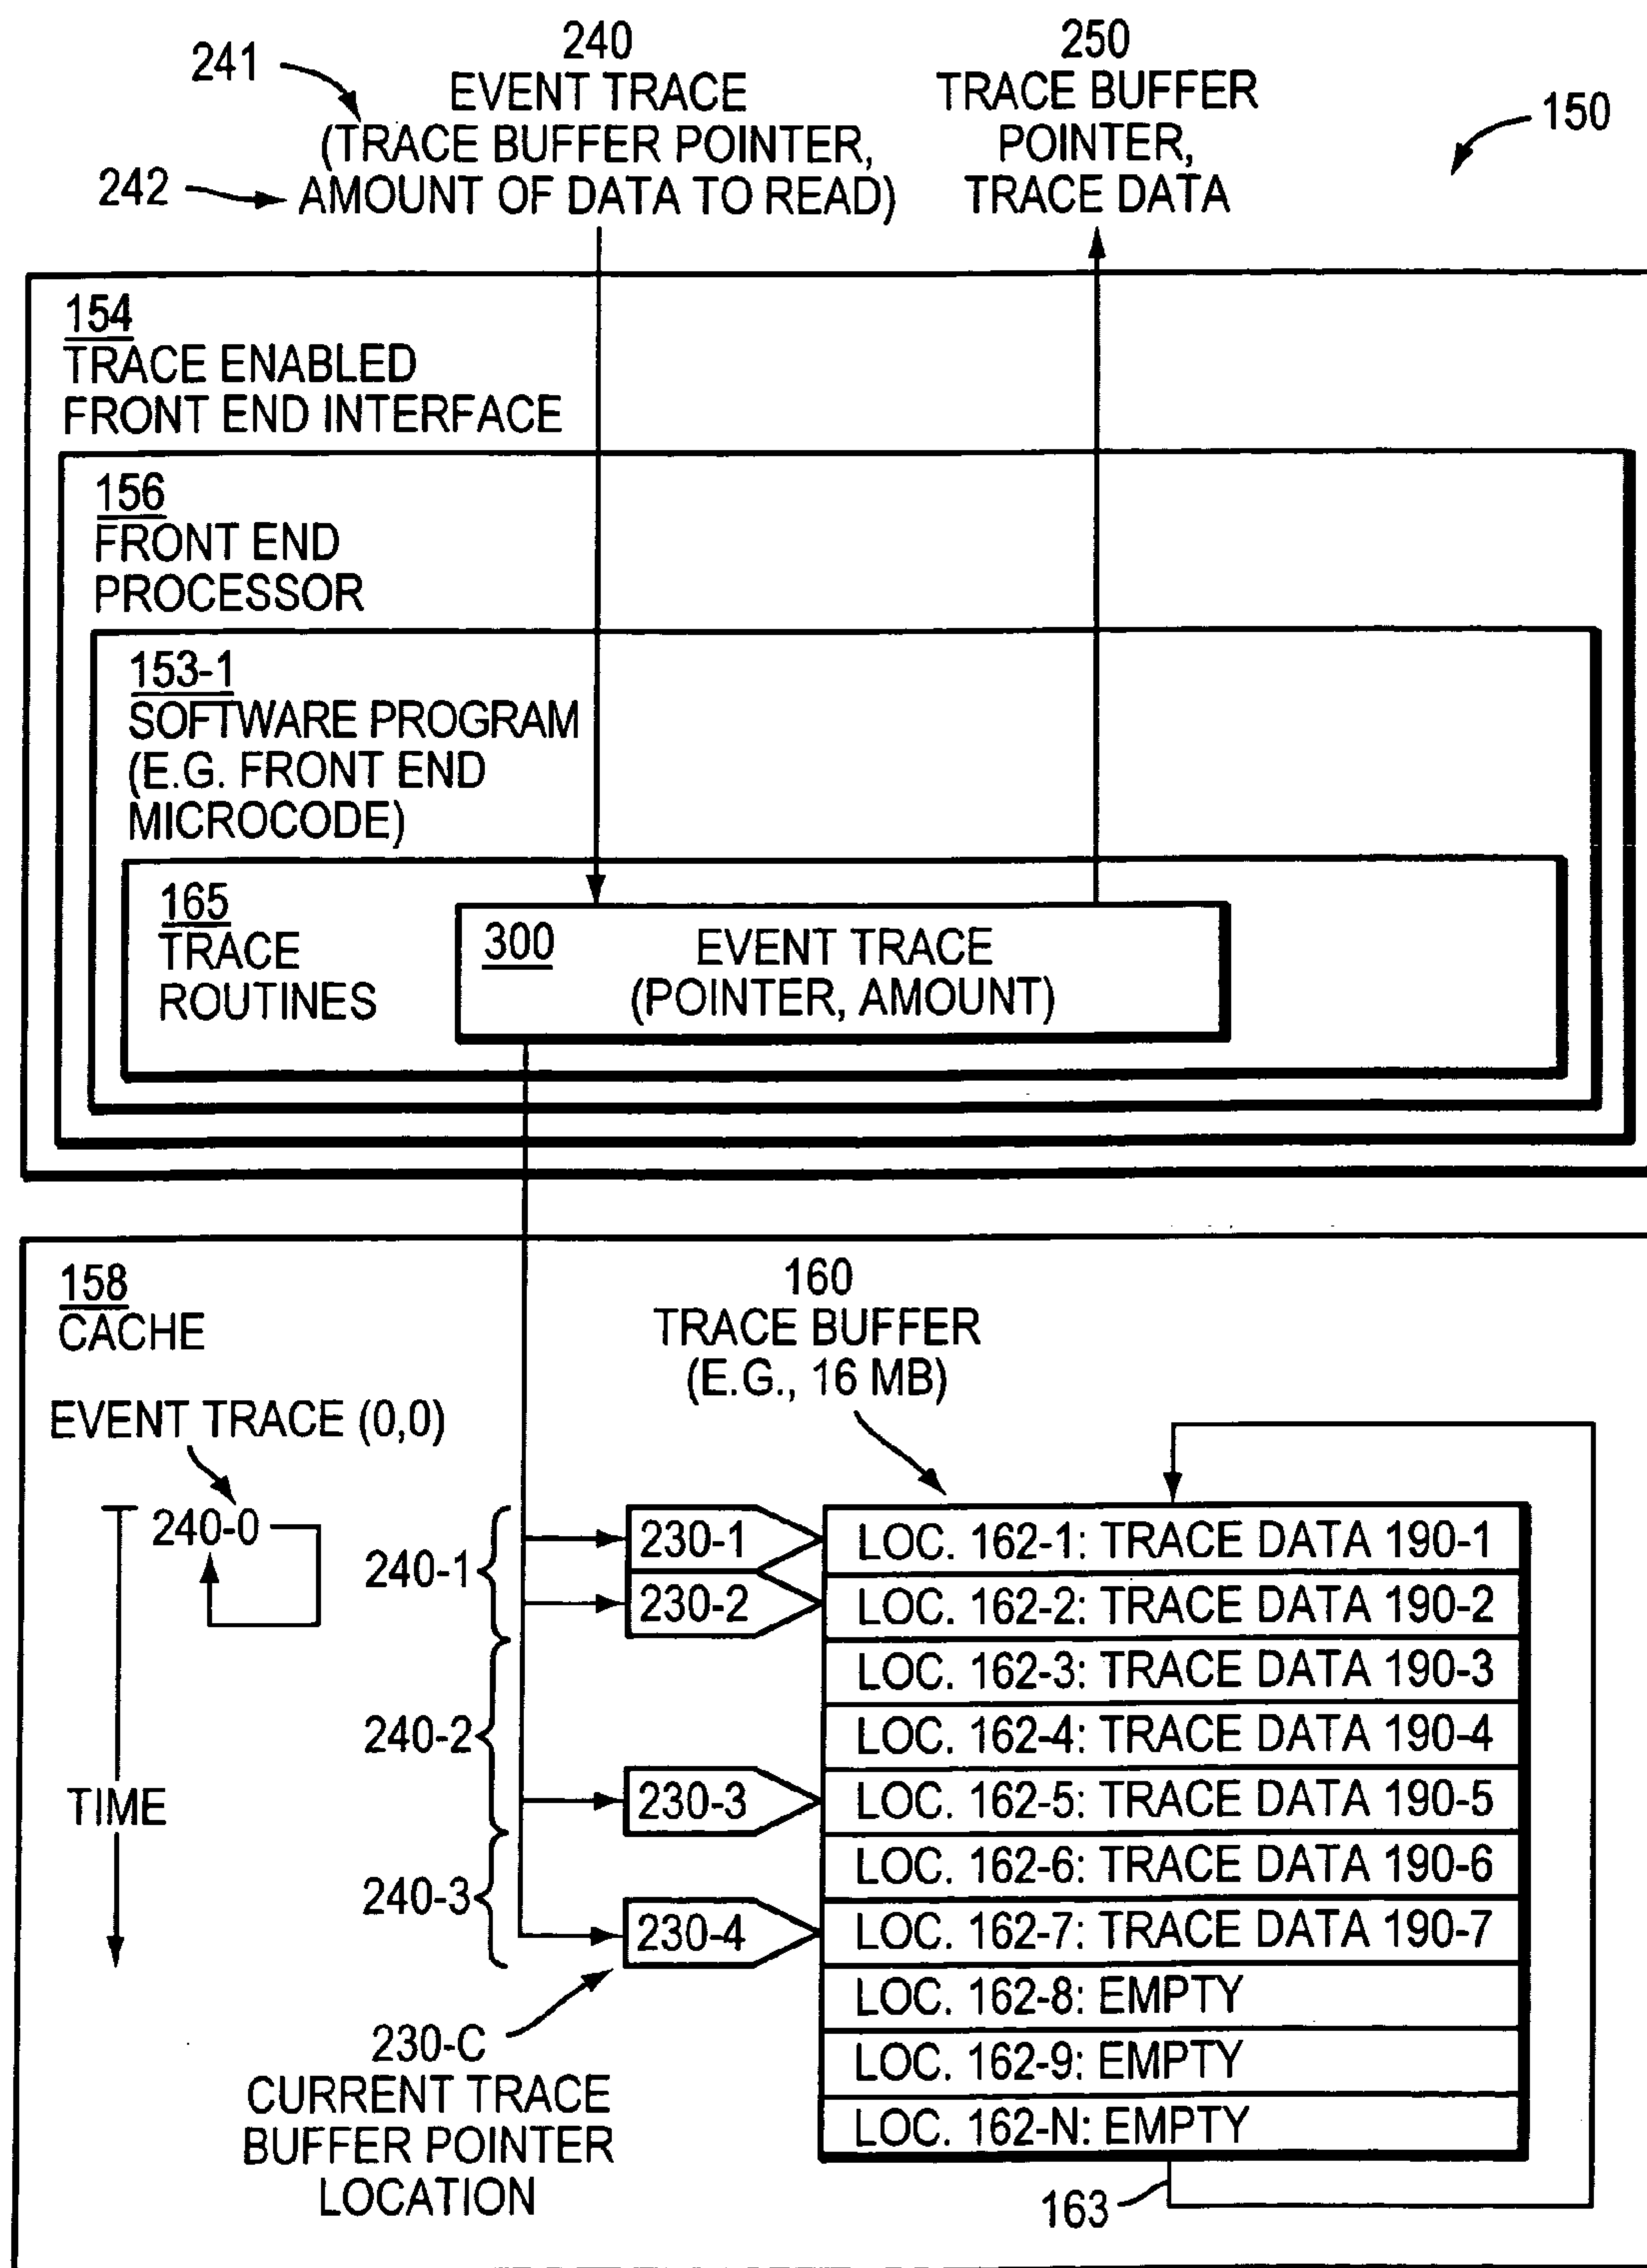 241
240
EVENT TRACE
(TRACE BUFFER POINTER,
242
AMOUNT OF DATA TO READ)
250
TRACE BUFFER
POINTER,
TRACE DATA
150
154
TRACE ENABLED
FRONT END INTERFACE
156
FRONT END
PROCESSOR
153-1
SOFTWARE PROGRAM
(E.G. FRONT END
MICROCODE)
165
TRACE
ROUTINES
300
EVENT TRACE
(POINTER, AMOUNT)
158
CACHE
160
TRACE BUFFER
(E.G., 16 MB)
EVENT TRACE (0,0)
240-0
TIME
240-1
240-2
240-3
230-1
230-2
230-3
230-4
LOC. 162-1: TRACE DATA 190-1
LOC. 162-2: TRACE DATA 190-2
LOC. 162-3: TRACE DATA 190-3
LOC. 162-4: TRACE DATA 190-4
LOC. 162-5: TRACE DATA 190-5
LOC. 162-6: TRACE DATA 190-6
LOC. 162-7: TRACE DATA 190-7
LOC. 162-8: EMPTY
LOC. 162-9: EMPTY
LOC. 162-N: EMPTY
230-C
CURRENT TRACE
BUFFER POINTER
LOCATION
163